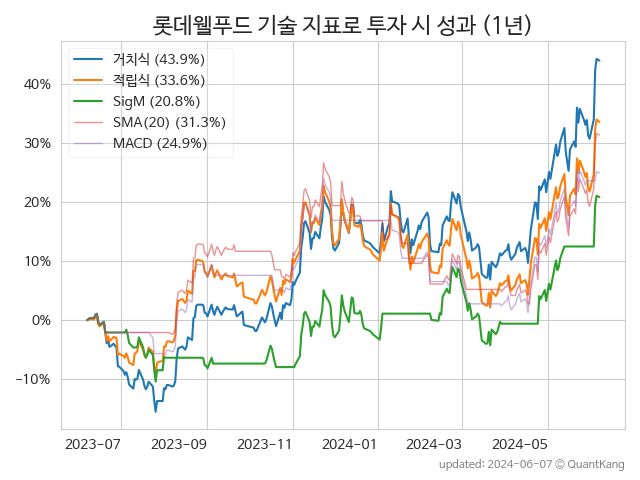 롯데웰푸드 기술 지표로 투자 시 성과 (1년)
거치식 (43.9%)
적립식 (33.6%)
SigM (20.8%)
SMA(20) (31.3%)
MACD (24.9%)
40%
30%
20%
10%
0%
−10%
2023-07
2023-09
2023-11
2024-01
2024-03
2024-05
updated: 2024-06-07 © QuantKang